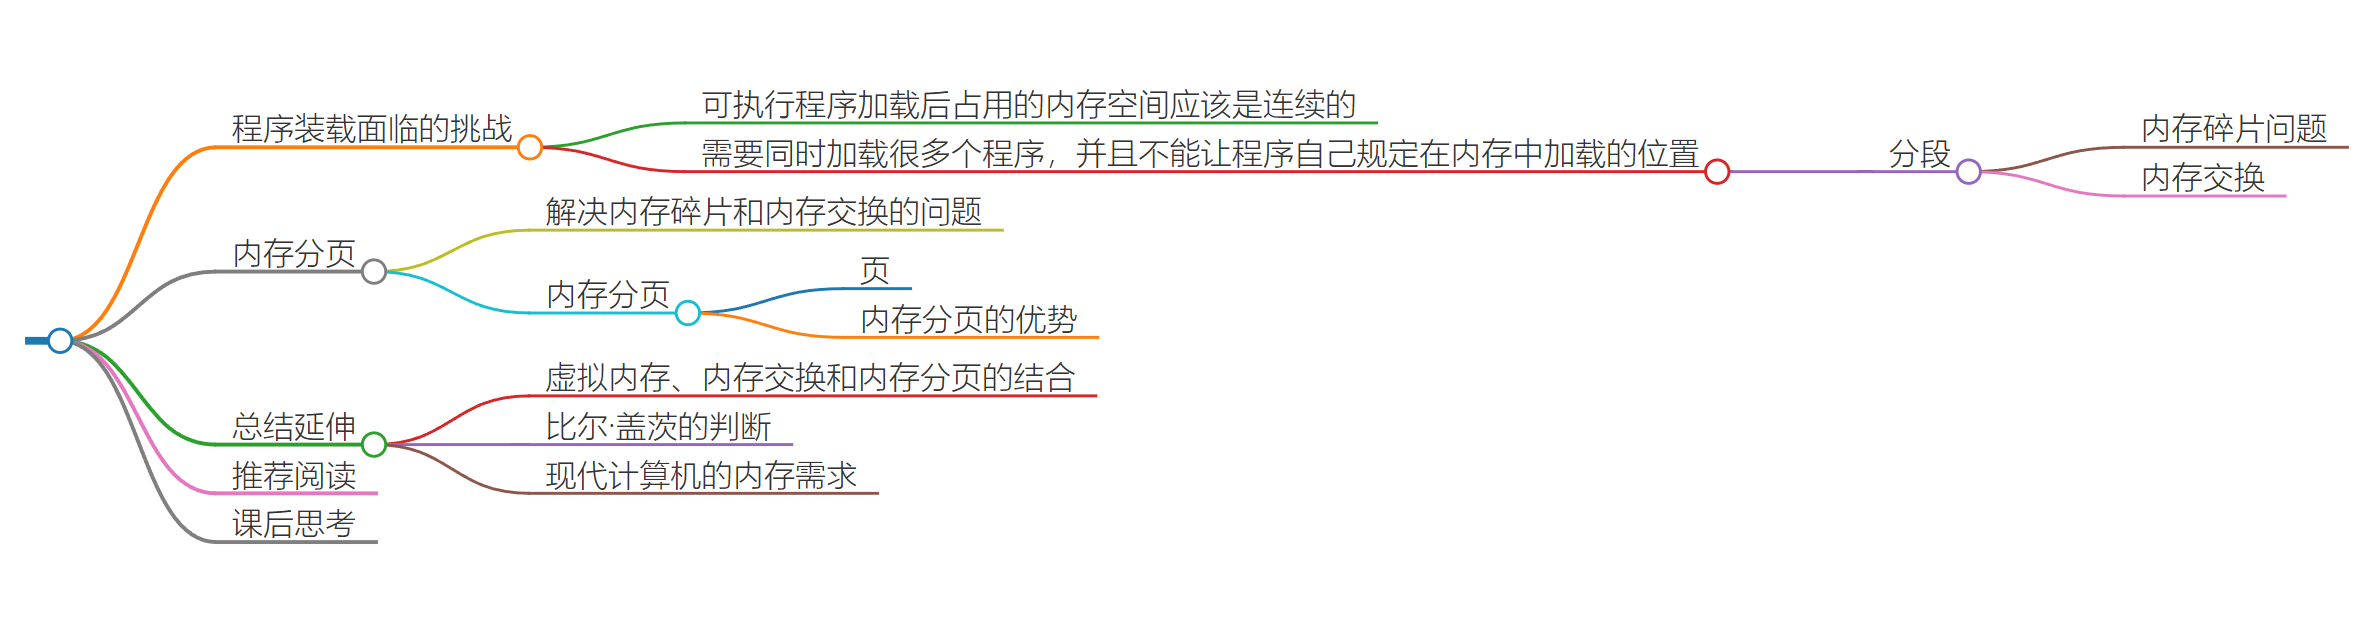 程序装载面临的挑战
可执行程序加载后占用的内存空间应该是连续的
需要同时加载很多个程序，并且不能让程序自己规定在内存中加载的位置
分段
内存碎片问题
内存交换
内存分页
解决内存碎片和内存交换的问题
内存分页
页
内存分页的优势
总结延伸
虚拟内存、内存交换和内存分页的结合
比尔·盖茨的判断
现代计算机的内存需求
推荐阅读
课后思考